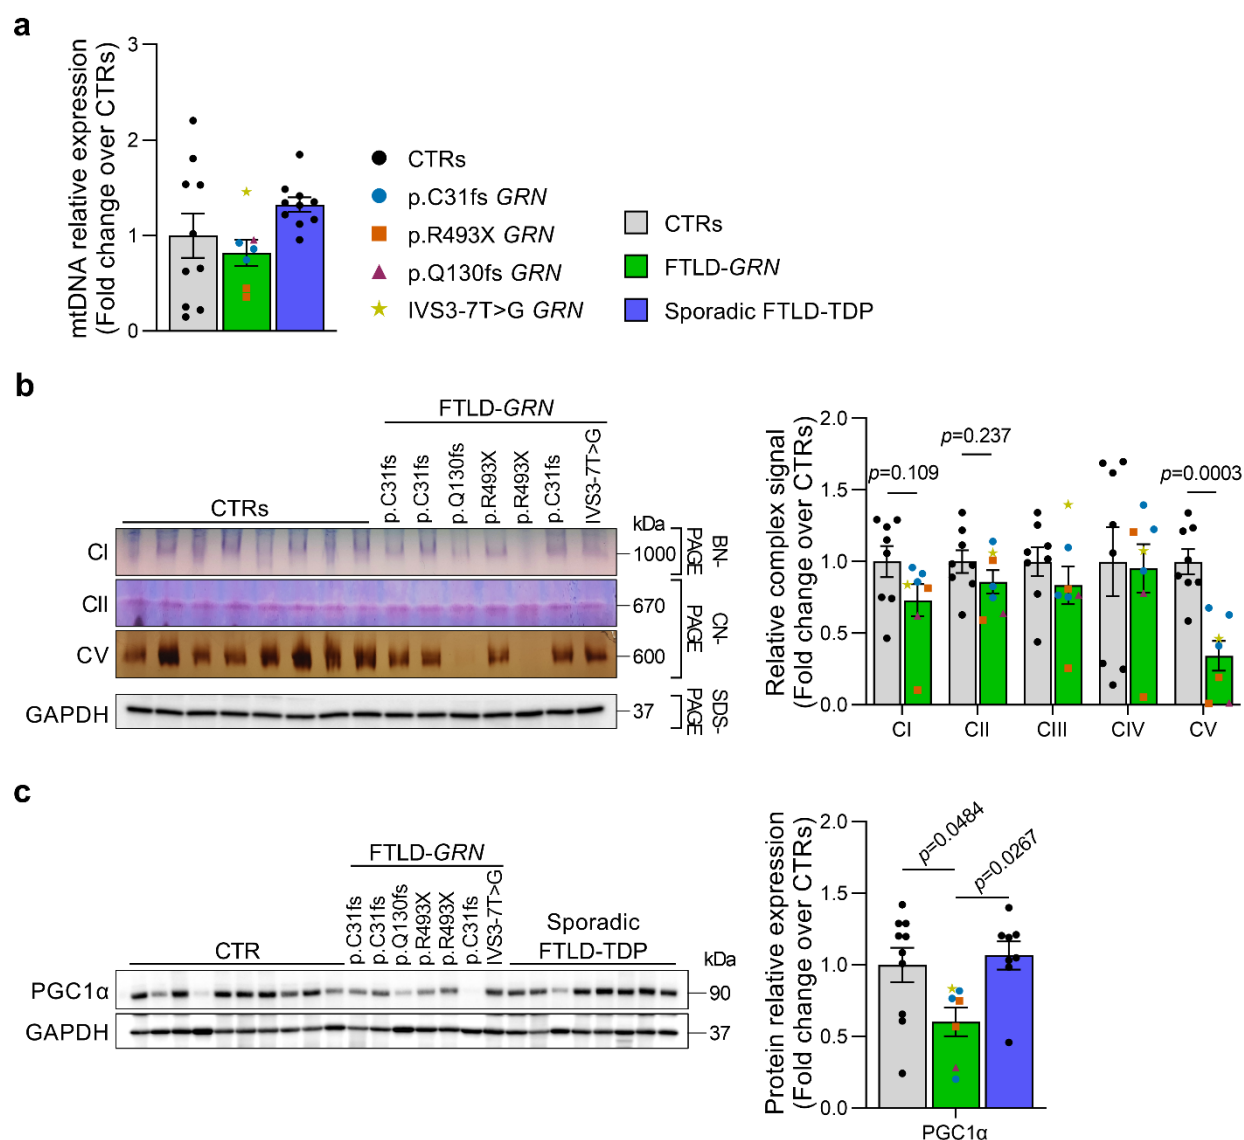 a
mtDNA relative expression
(Fold change over CTRs)
3
2
1
0
CTRs
p.C31fs GRN
p.R493X GRN
p.Q130fs GRN
IVS3-7T>G GRN
CTRs
FTLD-GRN
Sporadic FTLD-TDP
b
FTLD-GRN
CTRs
p.C31fs
p.C31fs
p.Q130fs
p.R493X
p.R493X
p.C31fs
IVS3-7T>G
kDa
CI
1000
BN-
PAGE
CII
670
CN-
PAGE
CV
600
GAPDH
37
SDS-
PAGE
Relative complex signal
(Fold change over CTRs)
2.0
1.5
1.0
0.5
0.0
p=0.109
p=0.237
p=0.0003
CI
CII
CIII
CIV
CV
c
FTLD-GRN
CTR
p.C31fs
p.C31fs
p.Q130fs
p.R493X
p.R493X
p.C31fs
IVS3-7T>G
Sporadic
FTLD-TDP
kDa
PGC1α
90
GAPDH
37
Protein relative expression
(Fold change over CTRs)
2.0
1.5
1.0
0.5
0.0
p=0.0484
p=0.0267
PGC1α